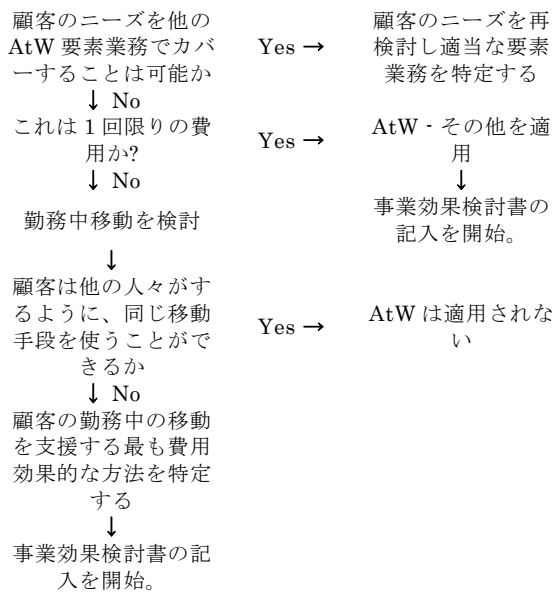 顧客のニーズを他の
AtW 要素業務でカバ
ーすることは可能か
Yes →
顧客のニーズを再
検討し適当な要素
業務を特定する
↓ No
これは 1 回限りの費
用か?
Yes →
AtW - その他を適
用
↓ No
↓
勤務中移動を検討
事業効果検討書の
記入を開始。
↓
顧客は他の人々がす
るように、同じ移動
手段を使うことがで
きるか
Yes →
AtW は適用されな
い
↓ No
顧客の勤務中の移動
を支援する最も費用
効果的な方法を特定
する
↓
事業効果検討書の記
入を開始。